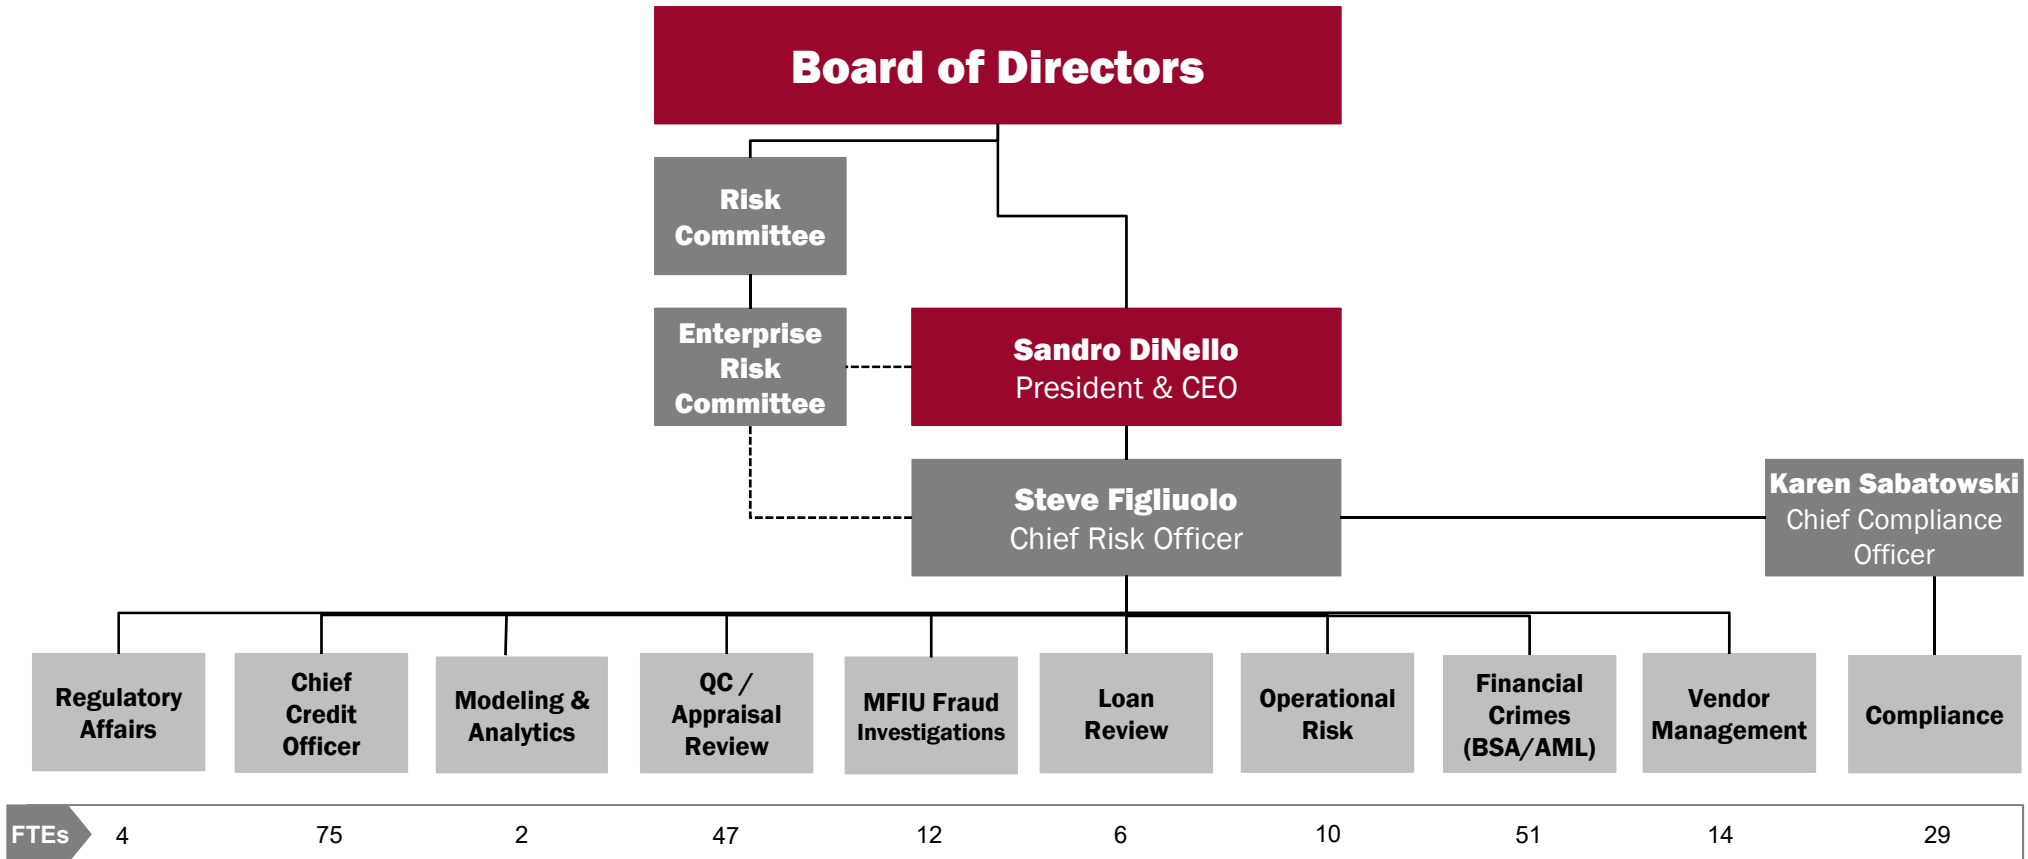 Board of Directors
Risk
Committee
Enterprise
Risk
Committee
Sandro DiNello
President & CEO
Steve Figliuolo
Chief Risk Officer
Karen Sabatowski
Chief Compliance
Officer
Regulatory
Affairs
Chief
Credit
Officer
Modeling &
Analytics
QC /
Appraisal
Review
MFIU Fraud
Investigations
Loan
Review
Operational
Risk
Financial
Crimes
(BSA/AML)
Vendor
Management
Compliance
FTEs 4 75 2 47 12 6 10 51 14 29